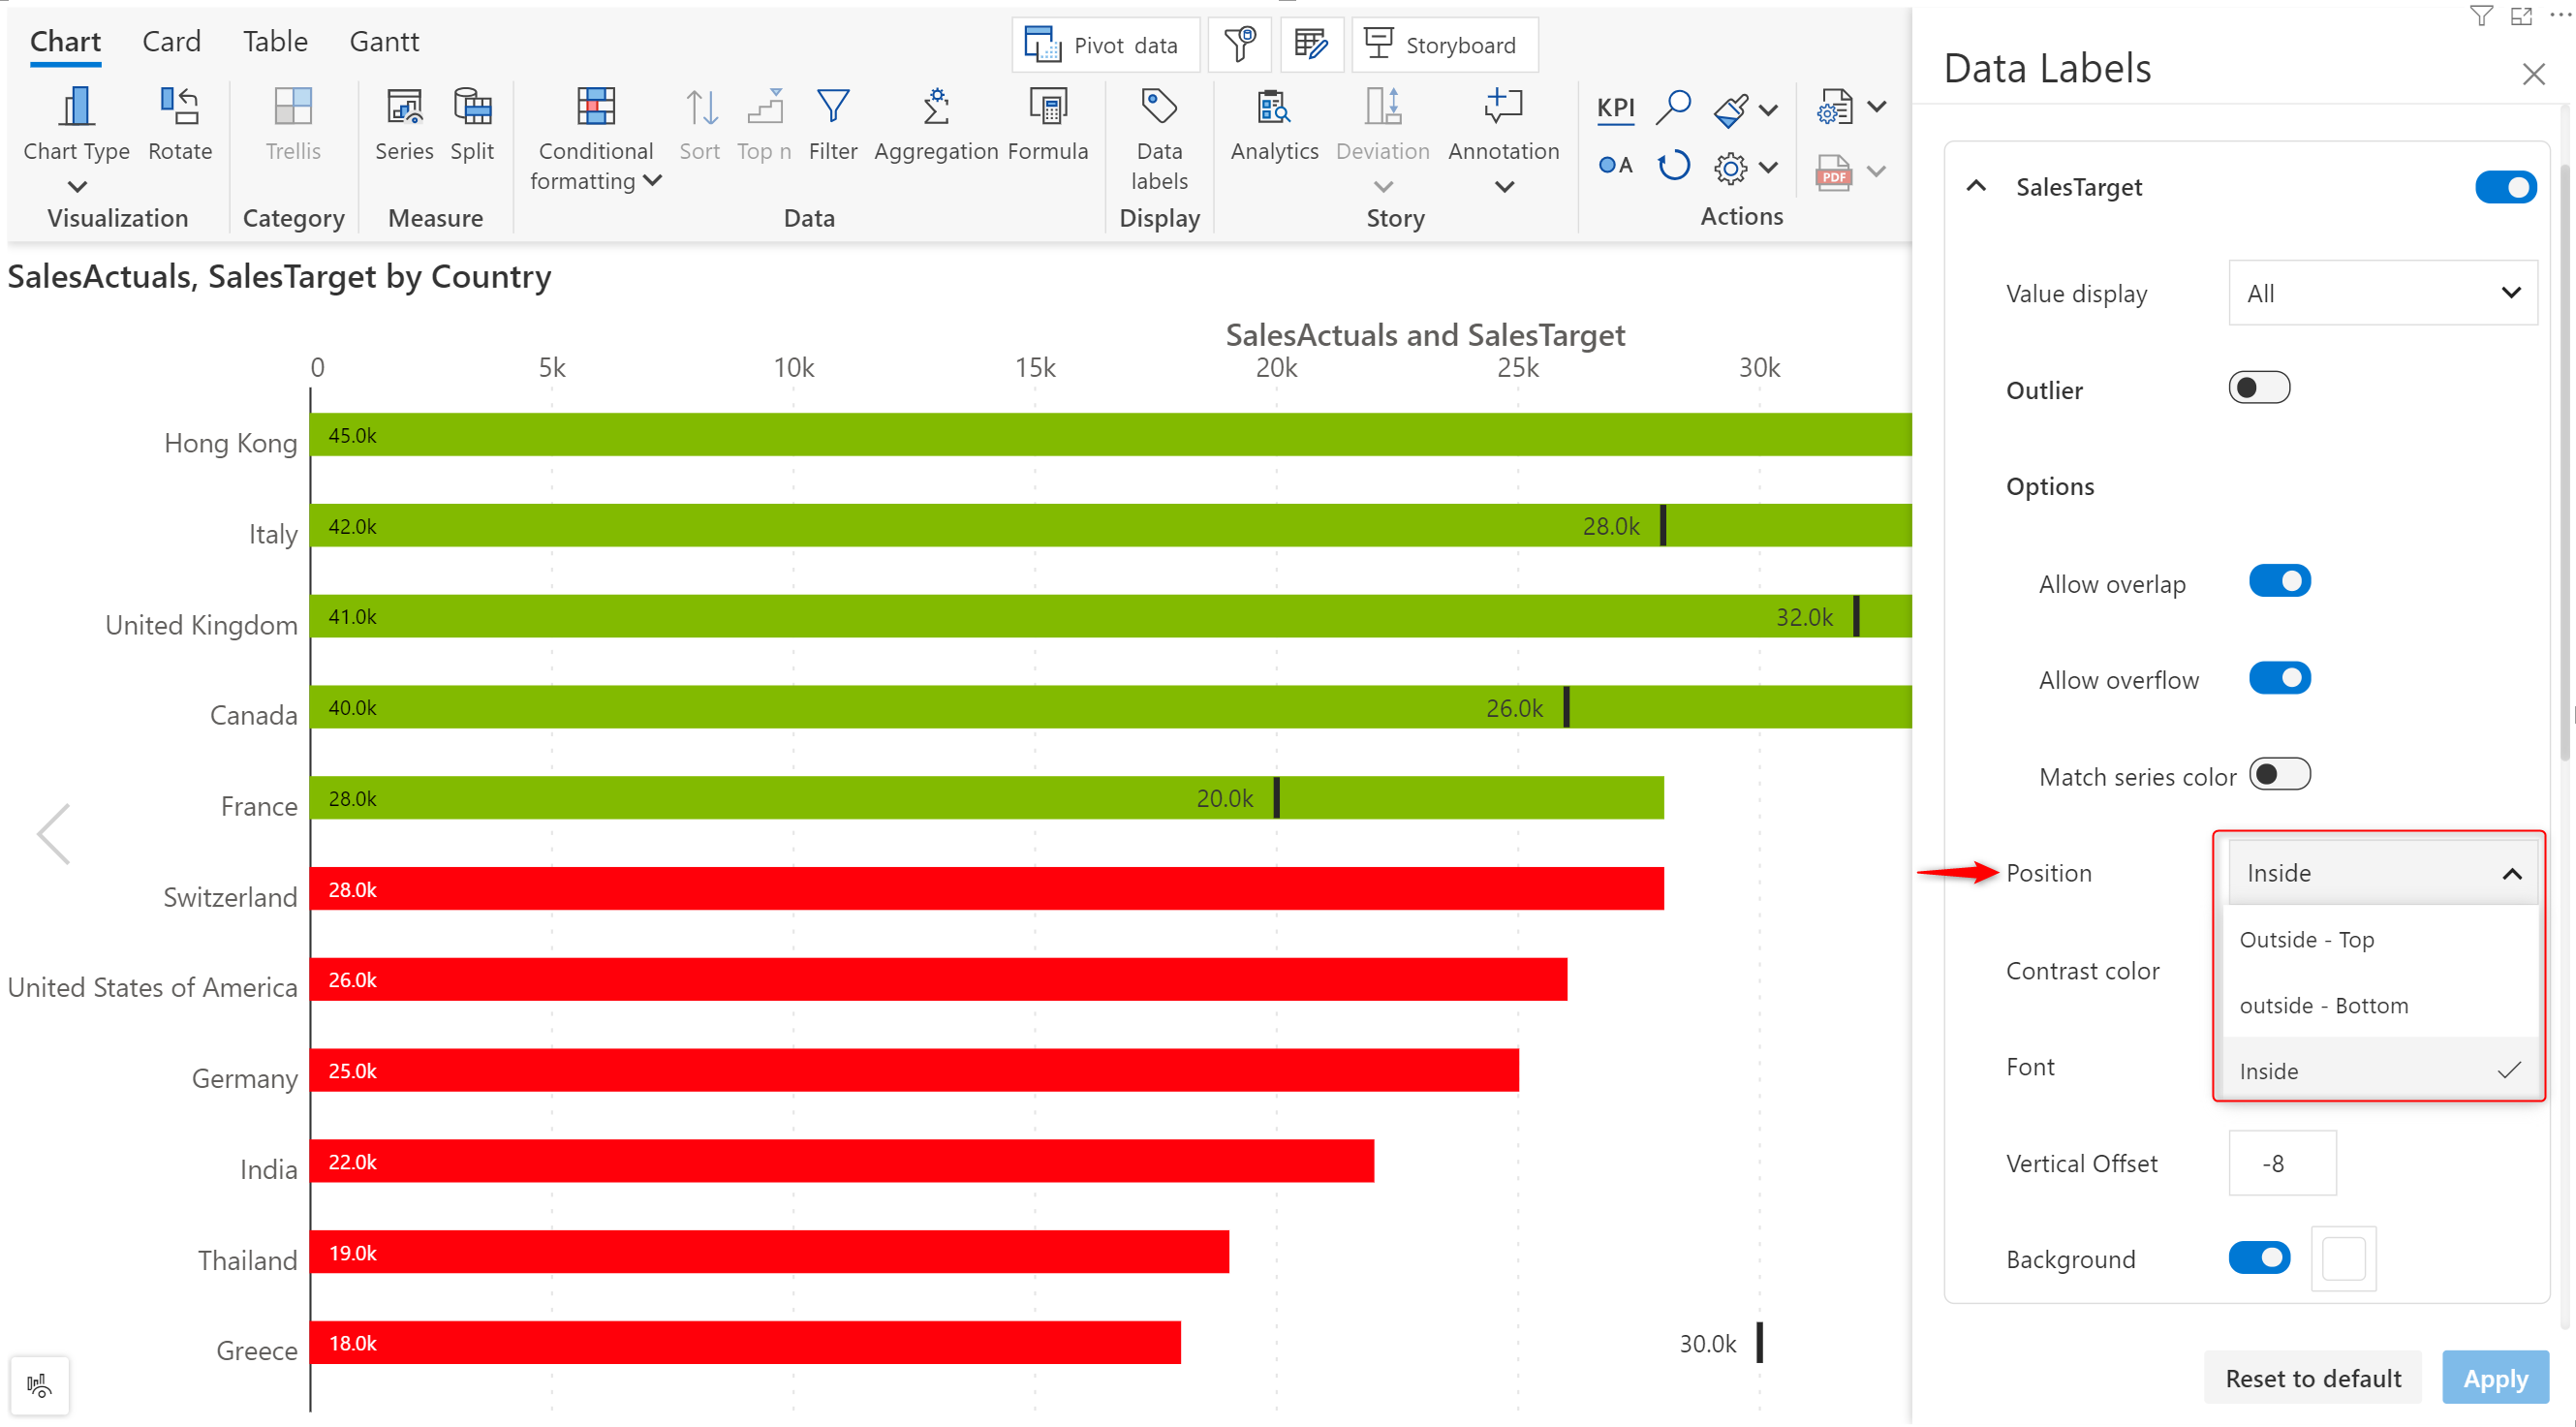 Chart Card Table Gantt
Pivot data
Storyboard
Chart Type Rotate
Visualization
Trellis
Category
Series Split
Measure
Conditional
formatting
Sort Top n Filter Aggregation Formula
Data
Data
labels
Display
Analytics Deviation Annotation
Story
KPI
A
PDF
Actions
SalesActuals, SalesTarget by Country
SalesActuals and SalesTarget
0 5k 10k 15k 20k 25k 30k
Hong Kong 45.0k
Italy 42.0k 28.0k
United Kingdom 41.0k 32.0k
Canada 40.0k 26.0k
France 28.0k 20.0k
Switzerland 28.0k
United States of America 26.0k
Germany 25.0k
India 22.0k
Thailand 19.0k
Greece 18.0k 30.0k
Data Labels
SalesTarget
Value display All
Outlier
Options
Allow overlap
Allow overflow
Match series color
Position Inside
Outside - Top
Contrast color
outside - Bottom
Font
Inside
Vertical Offset -8
Background
Reset to default Apply